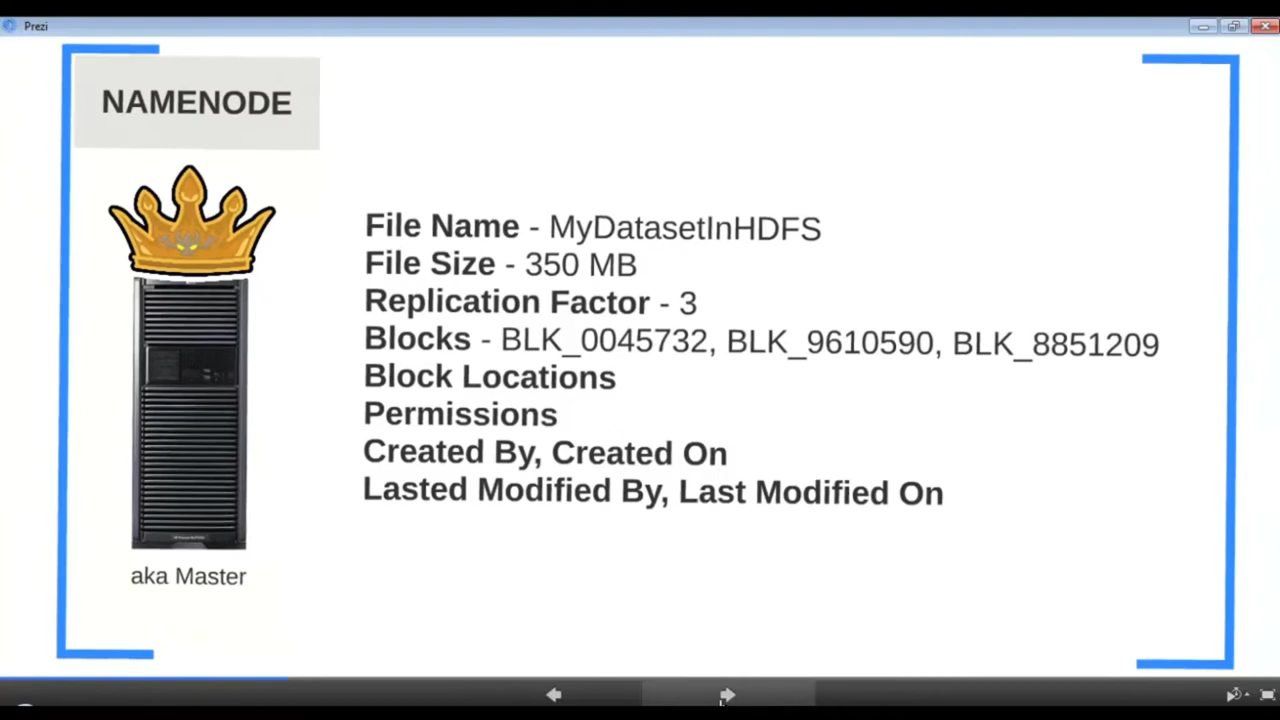 Prezi
NAMENODE
File Name - MyDatasetInHDFS
File Size - 350 MB
Replication Factor - 3
Blocks - BLK_0045732, BLK_9610590, BLK_8851209
Block Locations
Permissions
Created By, Created On
Lasted Modified By, Last Modified On
aka Master